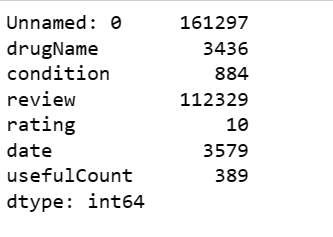 Unnamed: 0 161297
drugName 3436
condition 884
review 112329
rating 10
date 3579
usefulCount 389
dtype: int64